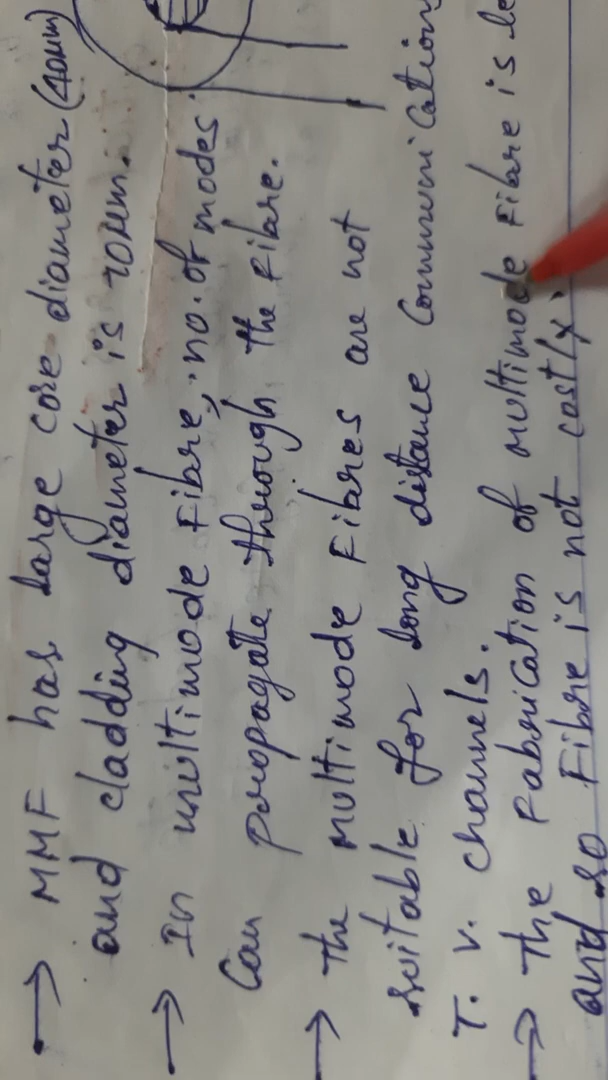 → MMF has large core diameter (40μm)
and cladding diameter is 70μm.
→ In multimode Fibre, no. of modes
Can propagate through the Fibre.
→ the multimode Fibres are not
suitable for long distance Communication
T. V. channels.
→ the Fabrication of multimode Fibre is
and so Fibre is not costly.